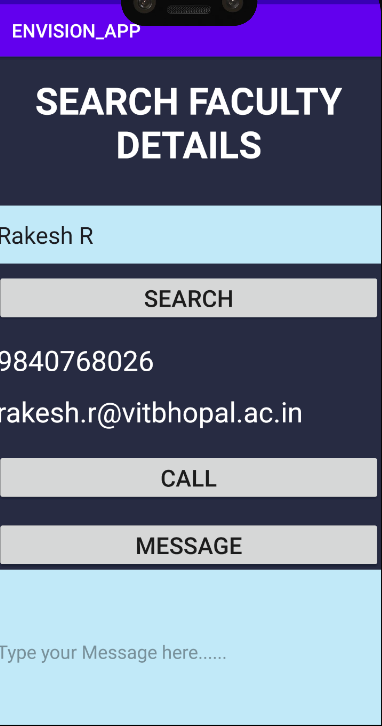 ENVISION_APP
SEARCH FACULTY
DETAILS
Rakesh R
SEARCH
9840768026
rakesh.r@vitbhopal.ac.in
CALL
MESSAGE
Type your Message here......